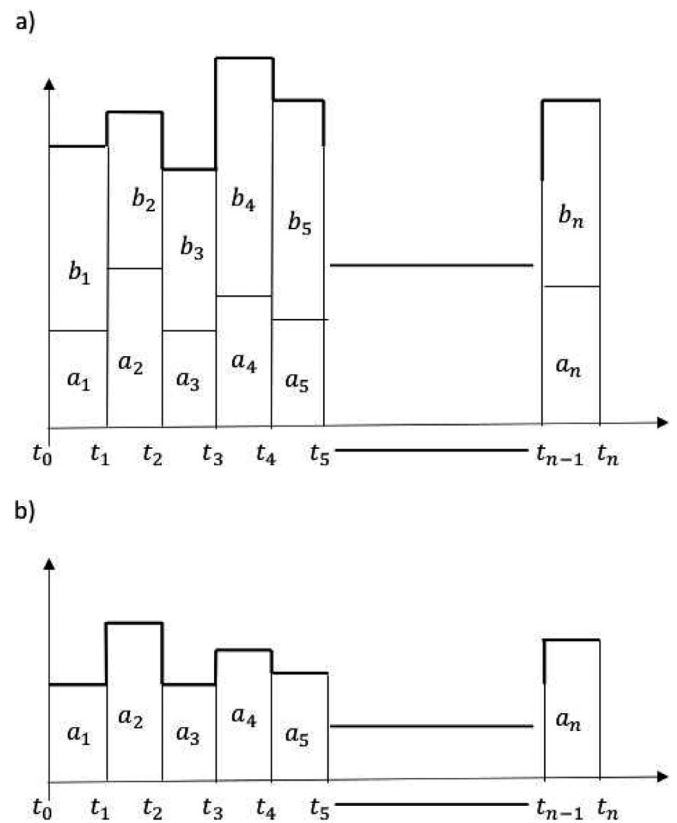 a)
b₂ b₄
b₅ bₙ
b₃
b₁
a₂ a₄ aₙ
a₁ a₃ a₅
t₀ t₁ t₂ t₃ t₄ t₅ tₙ₋₁ tₙ
b)
a₂ a₄ aₙ
a₁ a₃ a₅
t₀ t₁ t₂ t₃ t₄ t₅ tₙ₋₁ tₙ